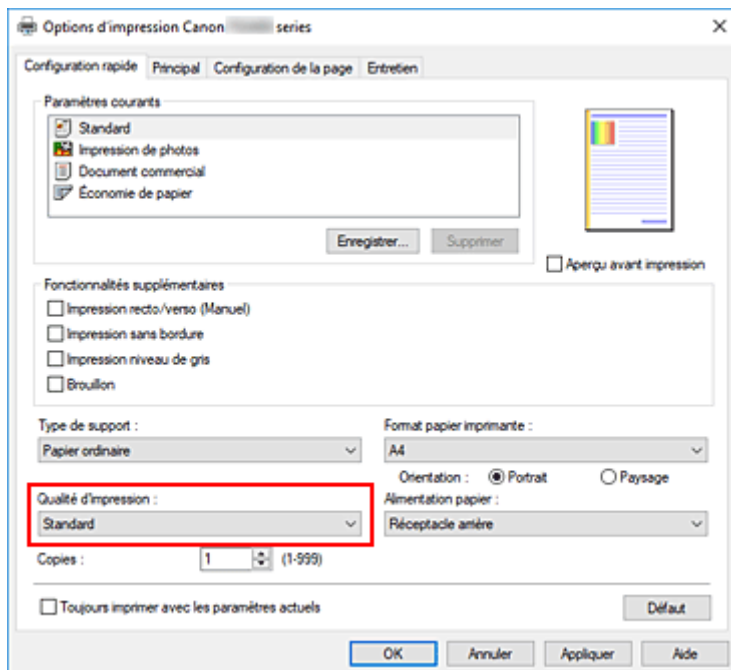 Options d'impression Canon series
Configuration rapide Principal Configuration de la page Entretien
Paramètres courants
Standard
Impression de photos
Document commercial
Économie de papier
Enregistrer... Supprimer
Aperçu avant impression
Fonctionnalités supplémentaires
Impression recto/verso (Manuel)
Impression sans bordure
Impression niveau de gris
Brouillon
Type de support : Format papier imprimante :
Papier ordinaire A4
Orientation : Portrait Paysage
Qualité d'impression : Alimentation papier :
Standard Réceptacle arrière
Copies : 1 (1-999)
Toujours imprimer avec les paramètres actuels Défaut
OK Annuler Appliquer Aide